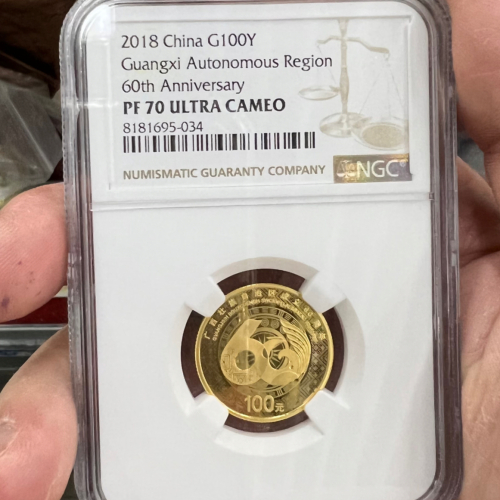 2018 China G100Y
Guangxi Autonomous Region
60th Anniversary
PF 70 ULTRA CAMEO
8181695-034
NUMISMATIC GUARANTY COMPANY
NGC
60
100元